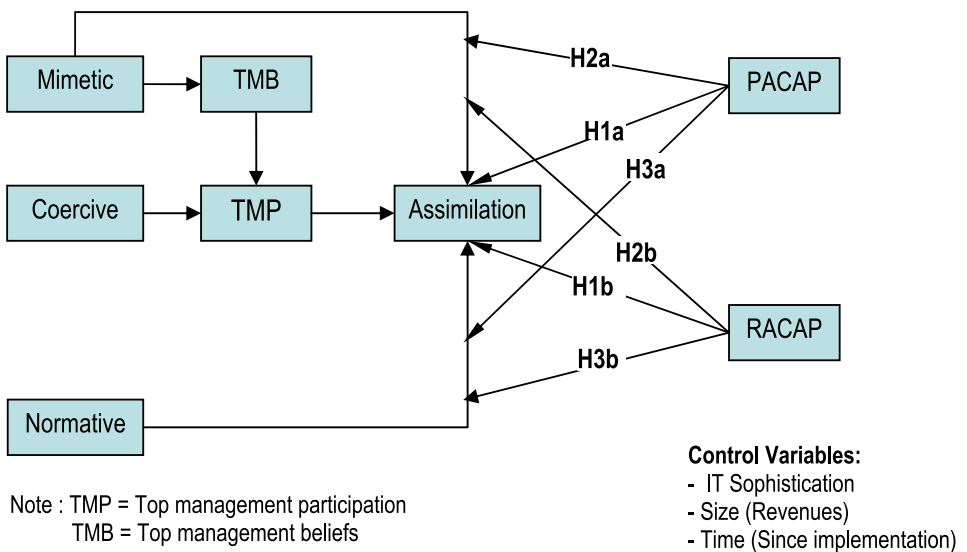 H2a
Mimetic
TMB
PACAP
H1a
H3a
Coercive
TMP
Assimilation
H2b
H1b
RACAP
H3b
Normative
Control Variables:
- IT Sophistication
- Size (Revenues)
- Time (Since implementation)
Note : TMP = Top management participation
TMB = Top management beliefs